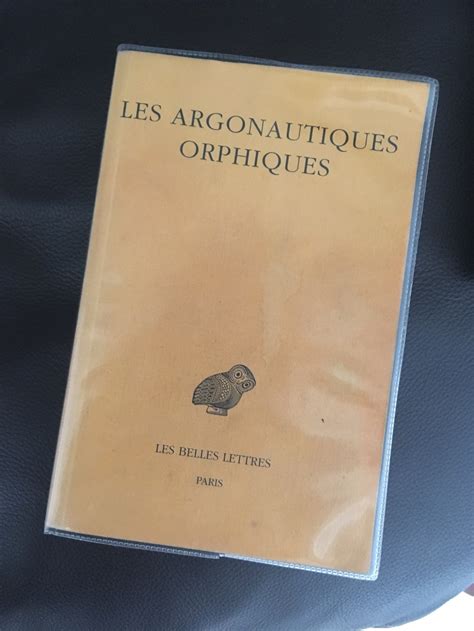 LES ARGONAUTIQUES
ORPHIQUES
LES BELLES LETTRES
PARIS